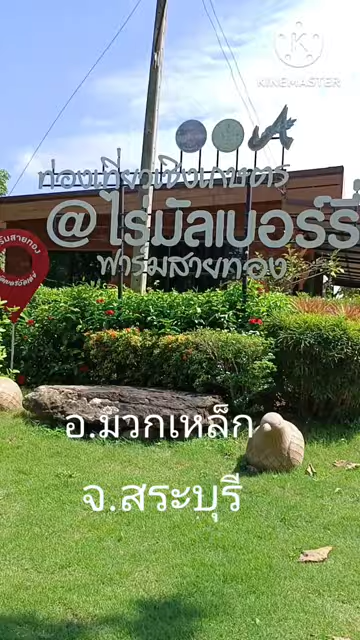 KINEMASTER
ท่องเที่ยวเชิงเกษตร
@ไร่มัลเบอร์รี่
ฟาร์มสายทอง
อ.มวกเหล็ก
จ.สระบุรี